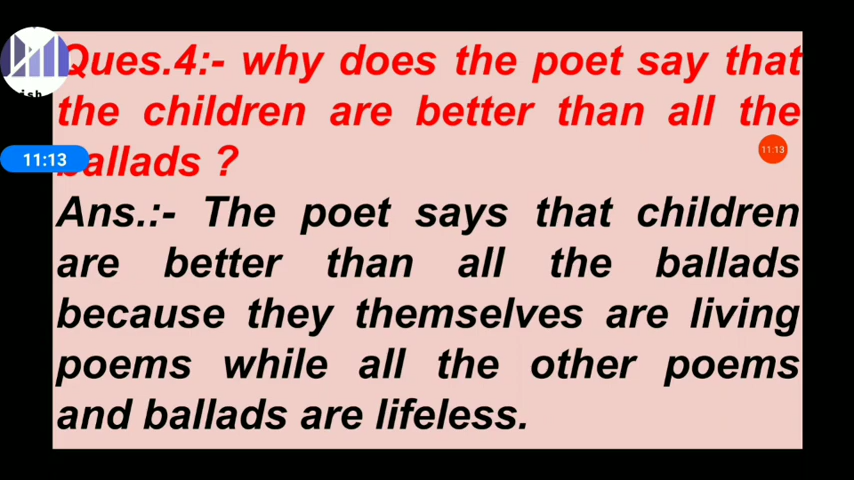 Ques.4:- why does the poet say that
the children are better than all the
ballads ?
Ans.:- The poet says that children
are better than all the ballads
because they themselves are living
poems while all the other poems
and ballads are lifeless.
ish
11:13
11:13